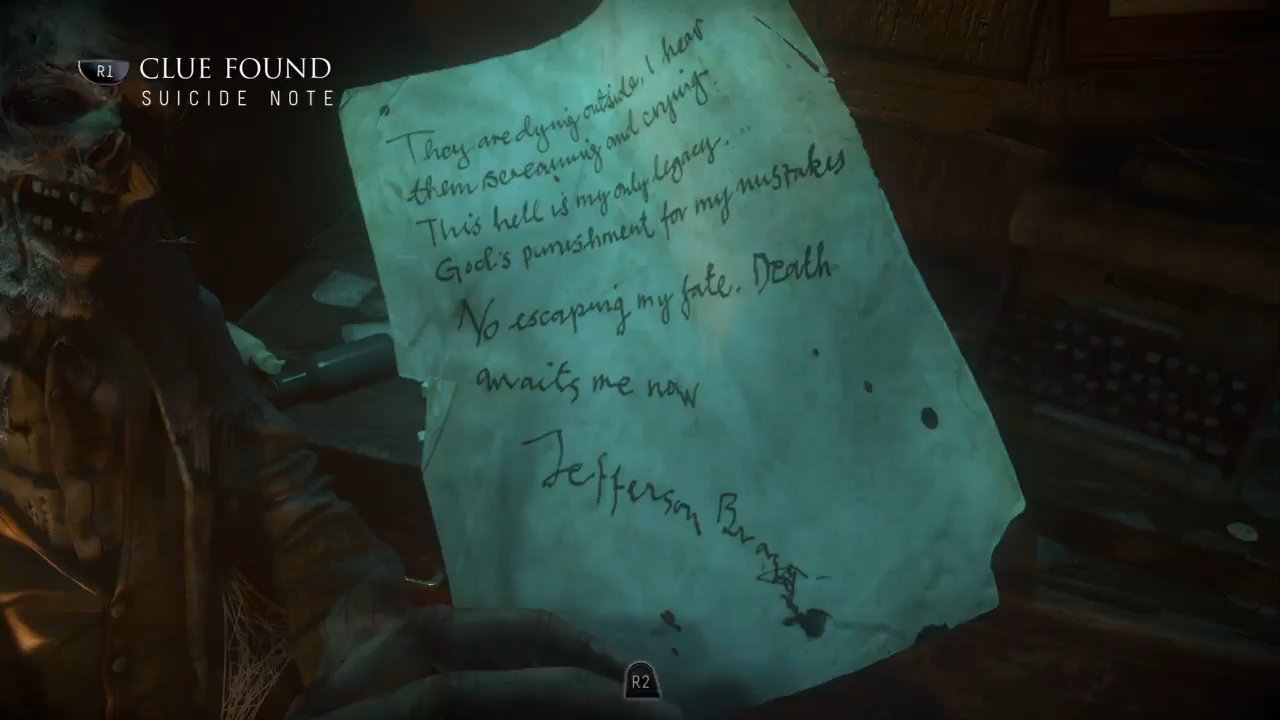 R1 CLUE FOUND
SUICIDE NOTE
They are dying outside, I hear
them screaming and crying.
This hell is my only legacy...
God's punishment for my mistakes
No escaping my fate. Death
awaits me now
Jefferson
R2